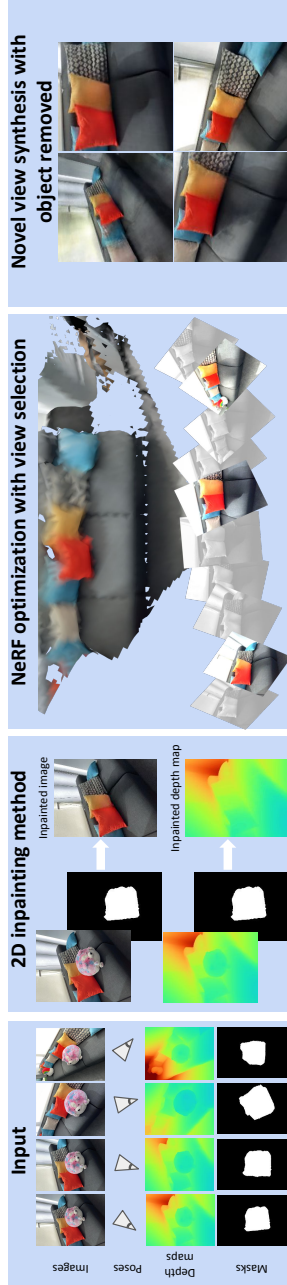 Input
Images
Poses
Depth
maps
Masks
2D inpainting method
Inpainted image
Inpainted depth map
NeRF optimization with view selection
Novel view synthesis with
object removed